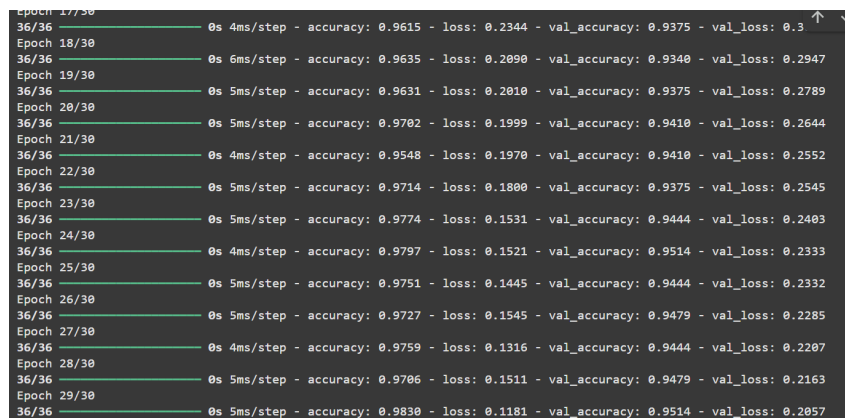 Epoch 17/30
36/36 0s 4ms/step - accuracy: 0.9615 - loss: 0.2344 - val_accuracy: 0.9375 - val_loss: 0.3
Epoch 18/30
36/36 0s 6ms/step - accuracy: 0.9635 - loss: 0.2090 - val_accuracy: 0.9340 - val_loss: 0.2947
Epoch 19/30
36/36 0s 5ms/step - accuracy: 0.9631 - loss: 0.2010 - val_accuracy: 0.9375 - val_loss: 0.2789
Epoch 20/30
36/36 0s 5ms/step - accuracy: 0.9702 - loss: 0.1999 - val_accuracy: 0.9410 - val_loss: 0.2644
Epoch 21/30
36/36 0s 4ms/step - accuracy: 0.9548 - loss: 0.1970 - val_accuracy: 0.9410 - val_loss: 0.2552
Epoch 22/30
36/36 0s 5ms/step - accuracy: 0.9714 - loss: 0.1800 - val_accuracy: 0.9375 - val_loss: 0.2545
Epoch 23/30
36/36 0s 5ms/step - accuracy: 0.9774 - loss: 0.1531 - val_accuracy: 0.9444 - val_loss: 0.2403
Epoch 24/30
36/36 0s 4ms/step - accuracy: 0.9797 - loss: 0.1521 - val_accuracy: 0.9514 - val_loss: 0.2333
Epoch 25/30
36/36 0s 5ms/step - accuracy: 0.9751 - loss: 0.1445 - val_accuracy: 0.9444 - val_loss: 0.2332
Epoch 26/30
36/36 0s 5ms/step - accuracy: 0.9727 - loss: 0.1545 - val_accuracy: 0.9479 - val_loss: 0.2285
Epoch 27/30
36/36 0s 4ms/step - accuracy: 0.9759 - loss: 0.1316 - val_accuracy: 0.9444 - val_loss: 0.2207
Epoch 28/30
36/36 0s 5ms/step - accuracy: 0.9706 - loss: 0.1511 - val_accuracy: 0.9479 - val_loss: 0.2163
Epoch 29/30
36/36 0s 5ms/step - accuracy: 0.9830 - loss: 0.1181 - val_accuracy: 0.9514 - val_loss: 0.2057